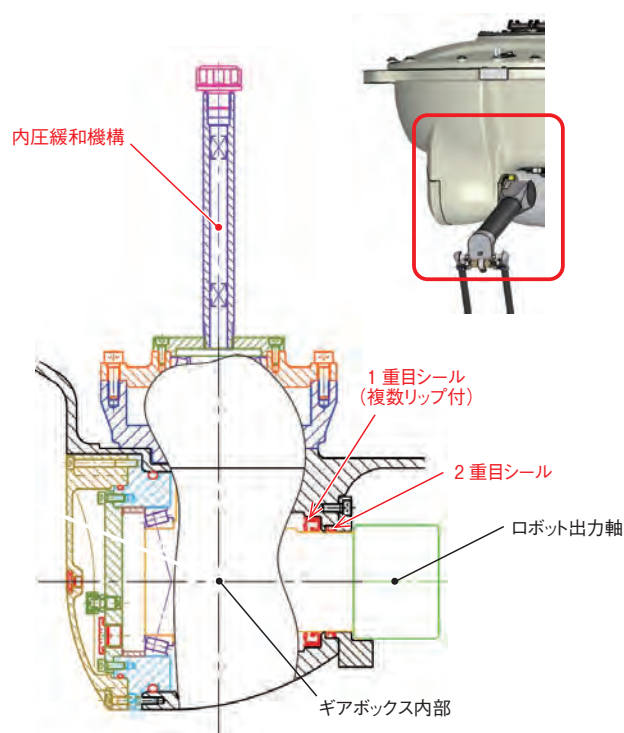 内圧緩和機構
1重目シール
(複数リップ付)
2重目シール
ロボット出力軸
ギアボックス内部